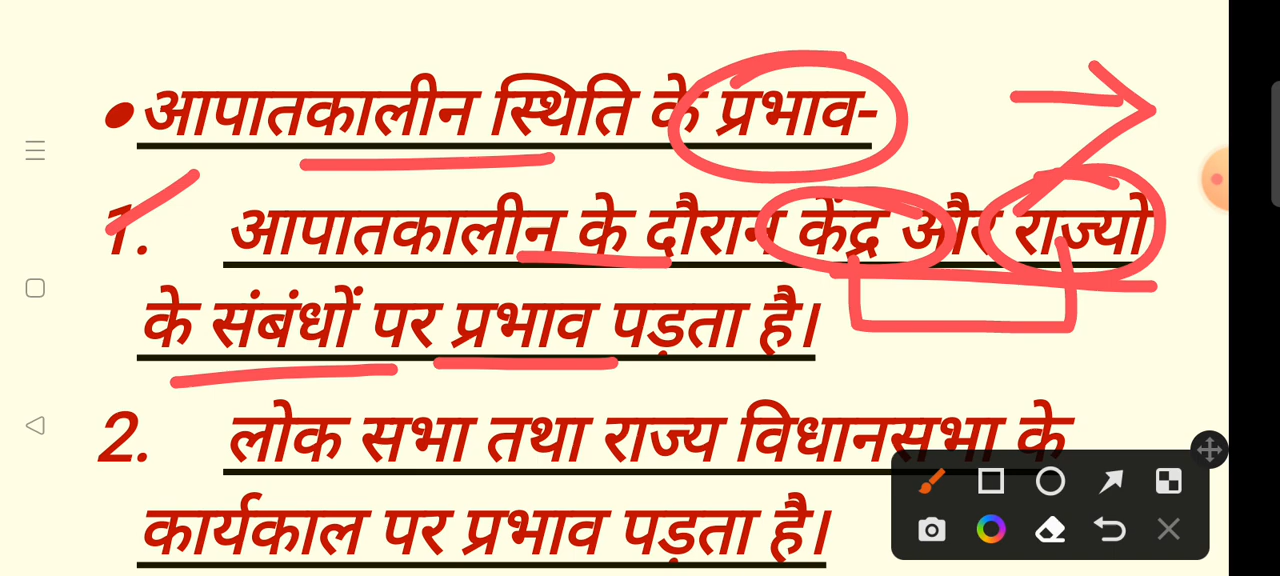 •आपातकालीन स्थिति के प्रभाव-
1. आपातकालीन के दौरान केंद्र और राज्यो
के संबंधों पर प्रभाव पड़ता है।
2. लोक सभा तथा राज्य विधानसभा के
कार्यकाल पर प्रभाव पड़ता है।